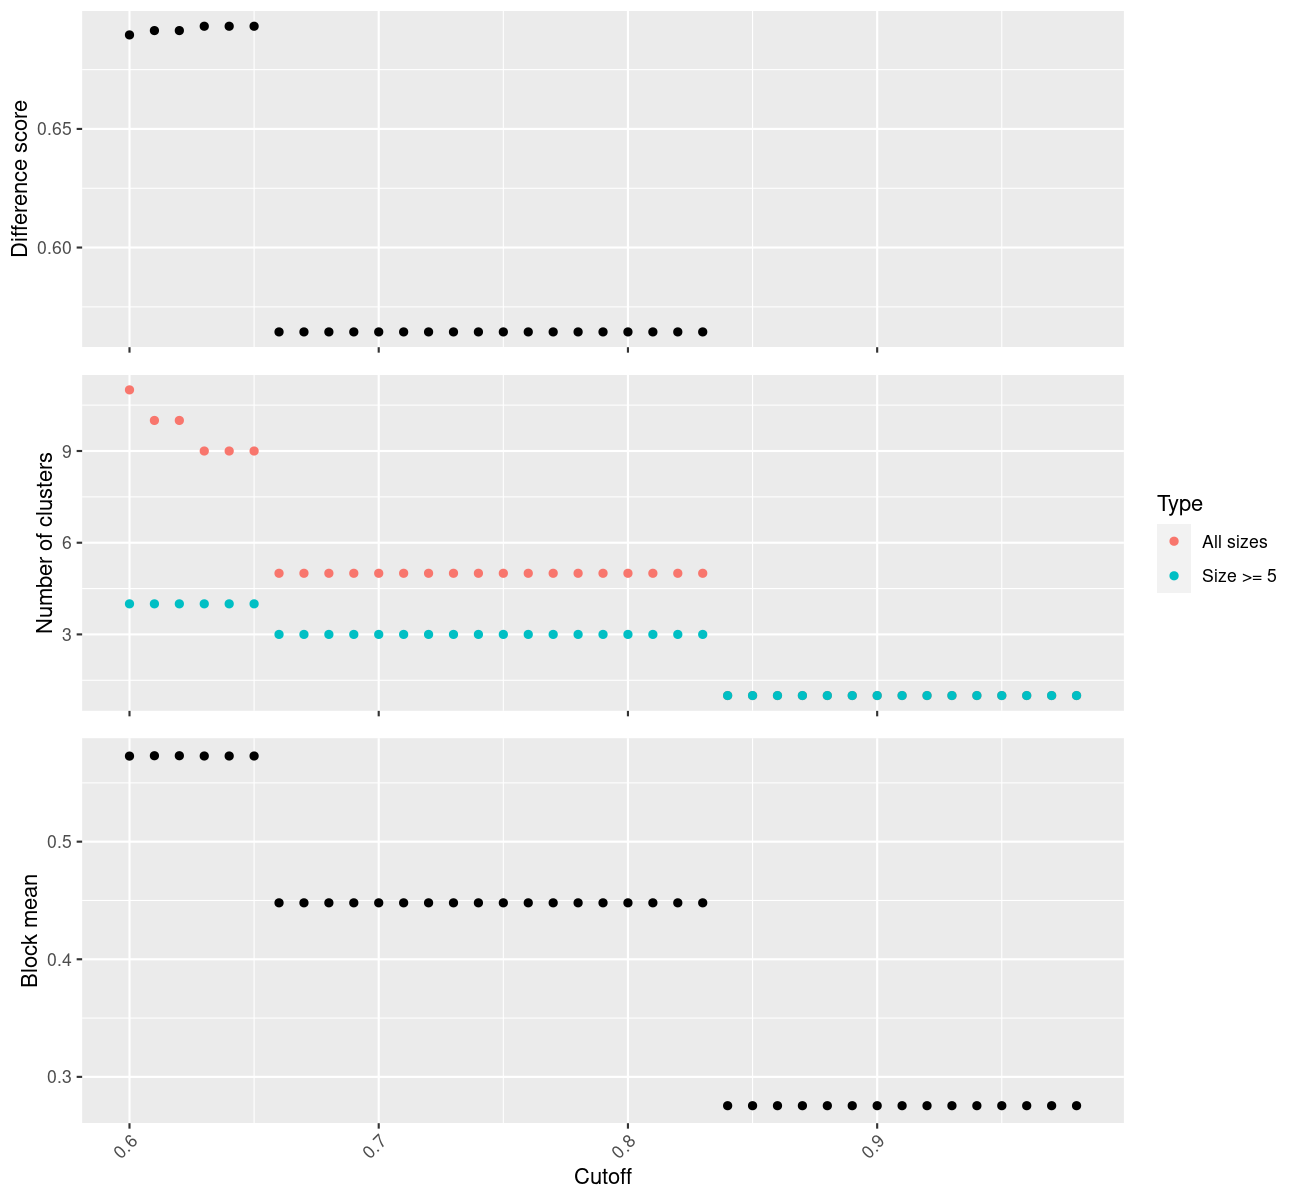 Difference score
0.65
0.60
Number of clusters
9
6
3
Type
All sizes
Size >= 5
Block mean
0.5
0.4
0.3
0.6
0.7
0.8
0.9
Cutoff